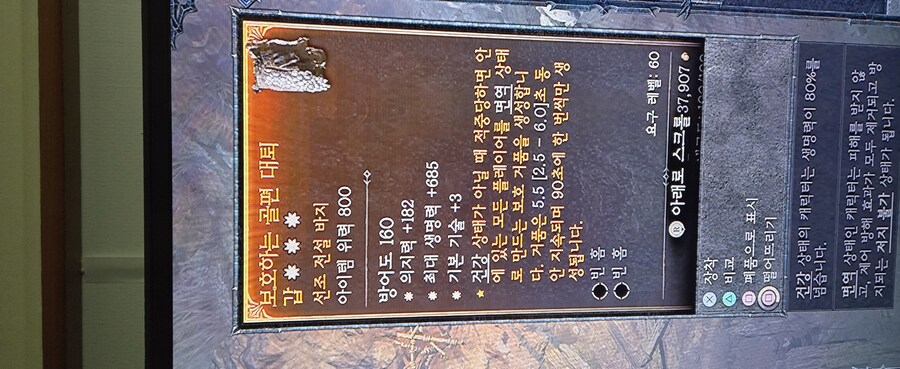 보호하는 골편 대퇴
갑
선조 전설 바지
아이템 위력 800
방어도 160
의지력 +182
최대 생명력 +685
기본 기술 +3
건강 상태가 아닐 때 적중당하면 안
에 있는 모든 플레이어를 면역 상태
로 만드는 보호 거품을 생성합니
다. 거품은 5.5 [2.5 - 6.0]초 동
안 지속되며 90초에 한 번씩만 생
성됩니다.
빈 홈
빈 홈
요구 레벨: 60
R 아래로 스크롤 37,907
장착
비교
폐품으로 표시
떨어뜨리기
건강 상태의 캐릭터는 생명력이 80%를
넘습니다.
면역 상태인 캐릭터는 피해를 받지 않
고, 제어 방해 효과가 모두 제거되고 방
지되는 저지 불가 상태가 됩니다.